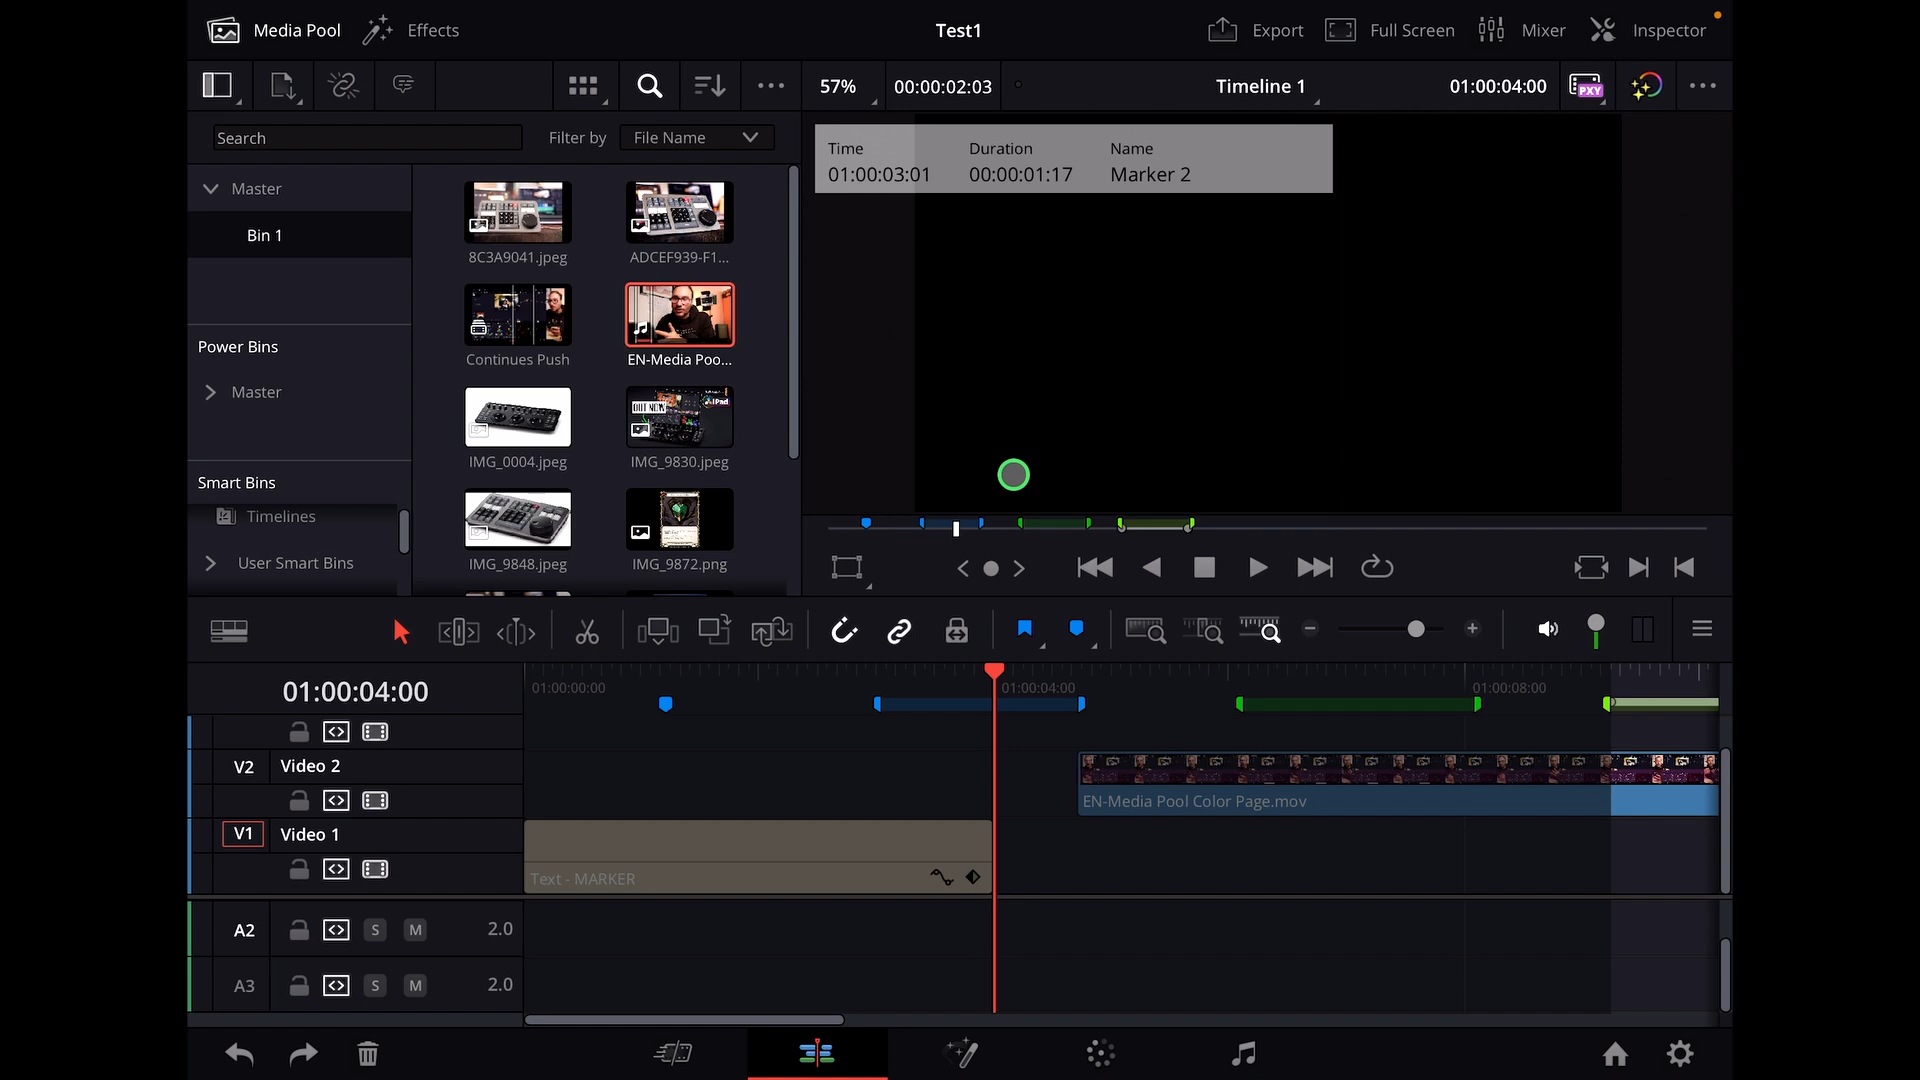 Media Pool
Effects
Test1
Export
Full Screen
Mixer
Inspector
57%
00:00:02:03
Timeline 1
01:00:04:00
PXY
Search
Filter by
File Name
Time
Duration
Name
01:00:03:01
00:00:01:17
Marker 2
Master
Bin 1
8C3A9041.jpeg
ADCEF939-F1...
Continues Push
EN-Media Poo...
Power Bins
Master
OUT NOW
iPad
IMG_0004.jpeg
IMG_9830.jpeg
Smart Bins
Timelines
User Smart Bins
IMG_9848.jpeg
IMG_9872.png
01:00:04:00
01:00:00:00
01:00:04:00
01:00:08:00
V2
Video 2
EN-Media Pool Color Page.mov
V1
Video 1
Text - MARKER
A2
S
M
2.0
A3
S
M
2.0